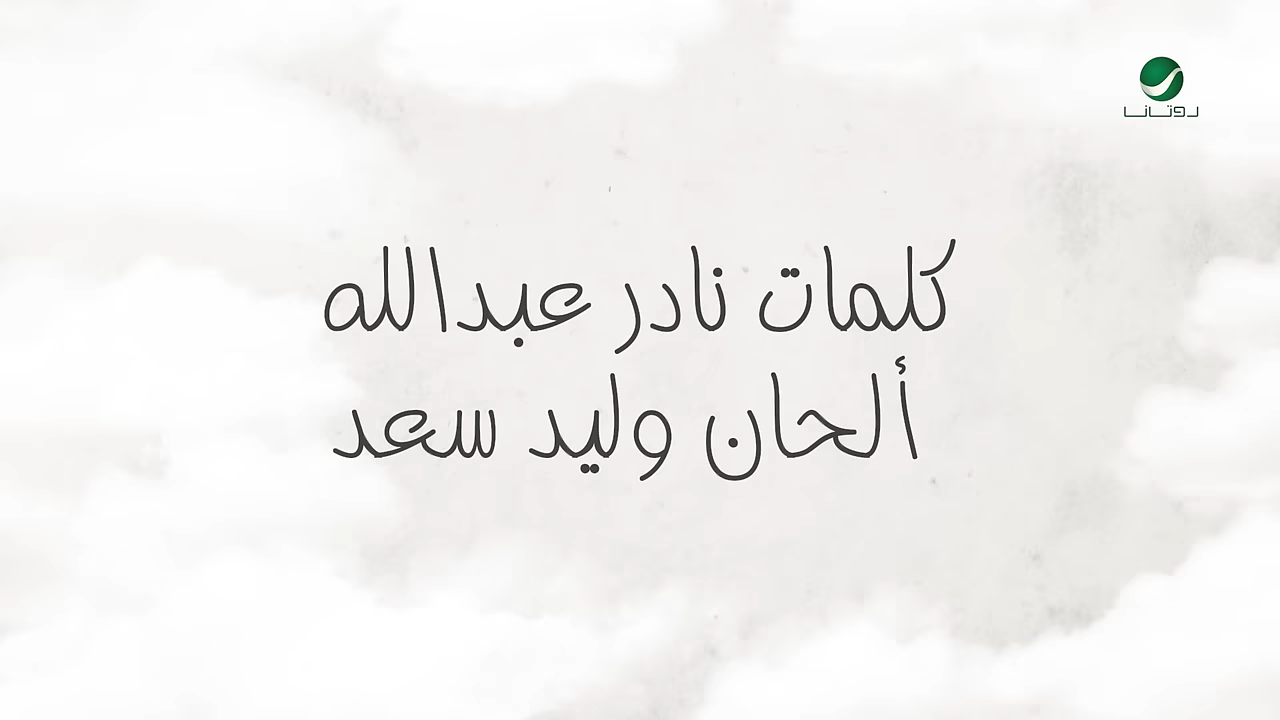 روتانا
كلمات نادر عبدالله
ألحان وليد سعد